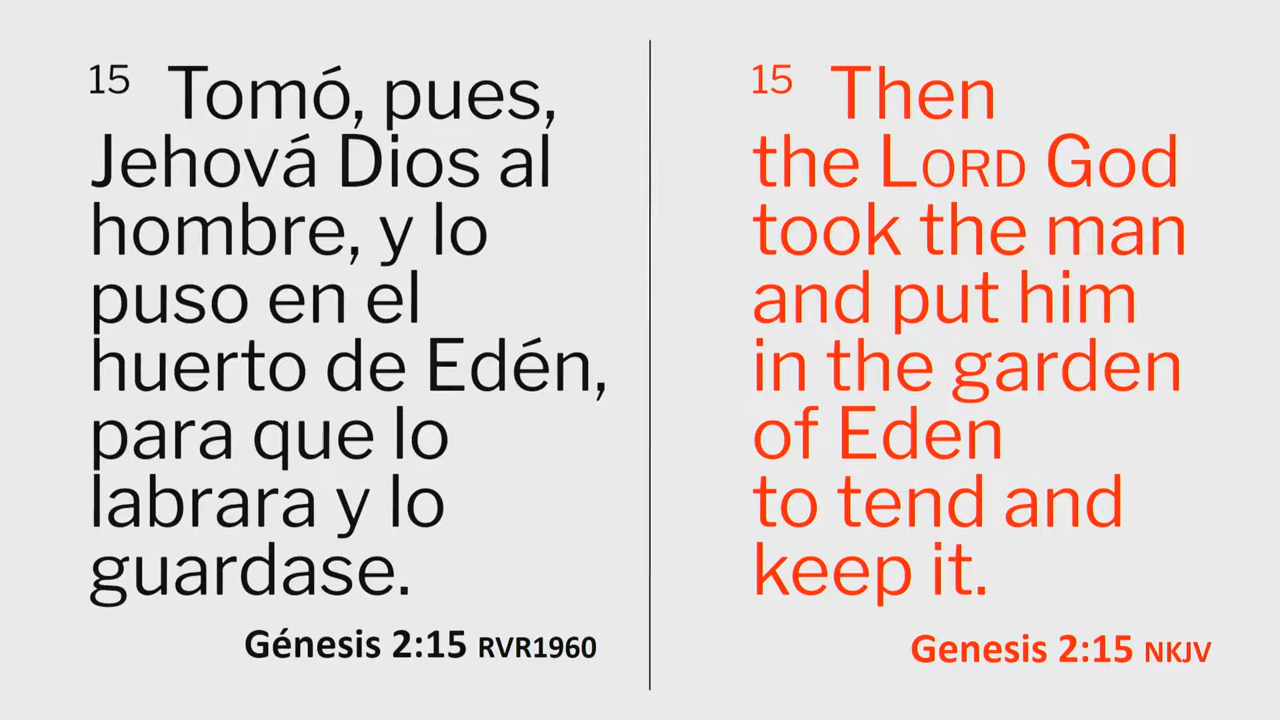 15 Tomó, pues,
Jehová Dios al
hombre, y lo
puso en el
huerto de Edén,
para que lo
labrara y lo
guardase.
Génesis 2:15 RVR1960
15 Then
the LORD God
took the man
and put him
in the garden
of Eden
to tend and
keep it.
Genesis 2:15 NKJV